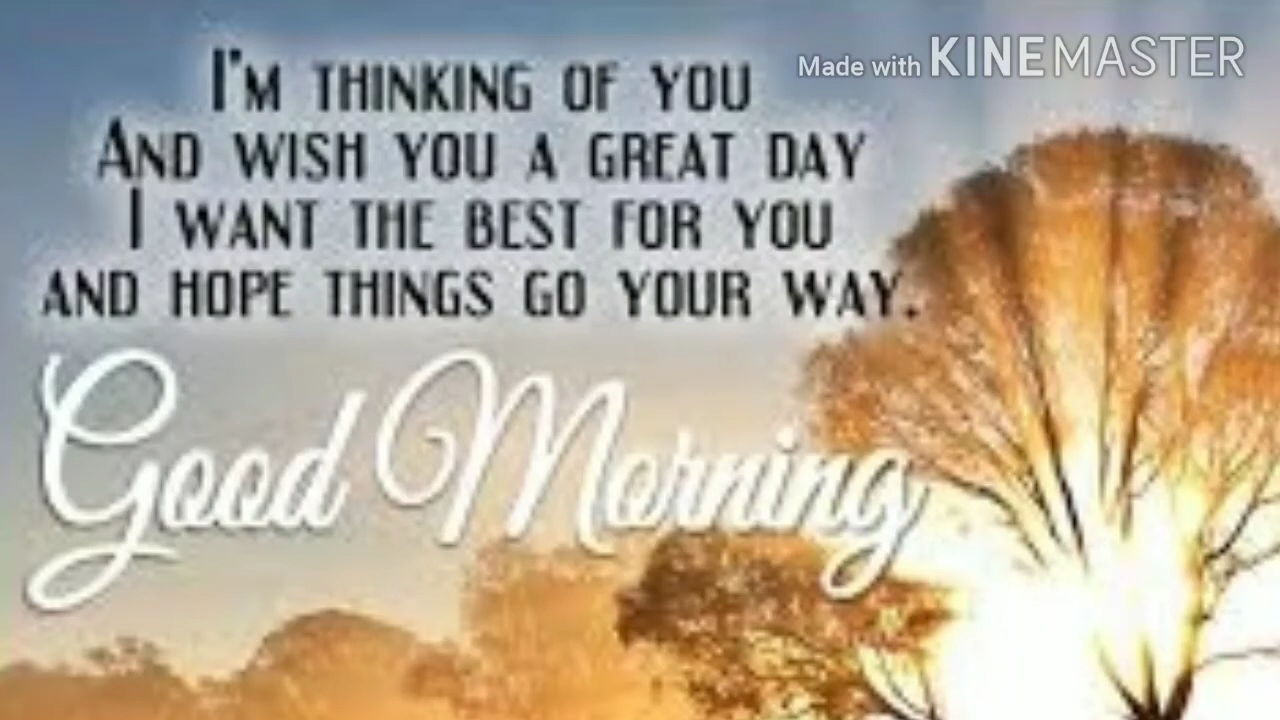 Made with KINEMASTER
I'M THINKING OF YOU
AND WISH YOU A GREAT DAY
I WANT THE BEST FOR YOU
AND HOPE THINGS GO YOUR WAY.
Good Morning